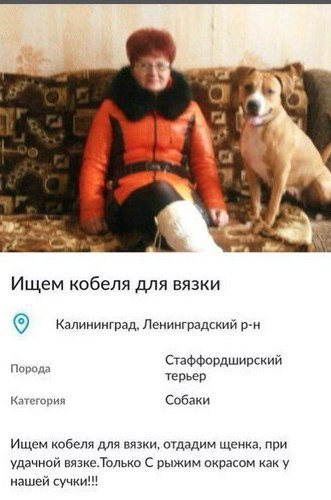 Ищем кобеля для вязки
Калининград, Ленинградский р-н
Порода
Стаффордширский
терьер
Категория
Собаки
Ищем кобеля для вязки, отдадим щенка, при
удачной вязке.Только С рыжим окрасом как у
нашей сучки!!!